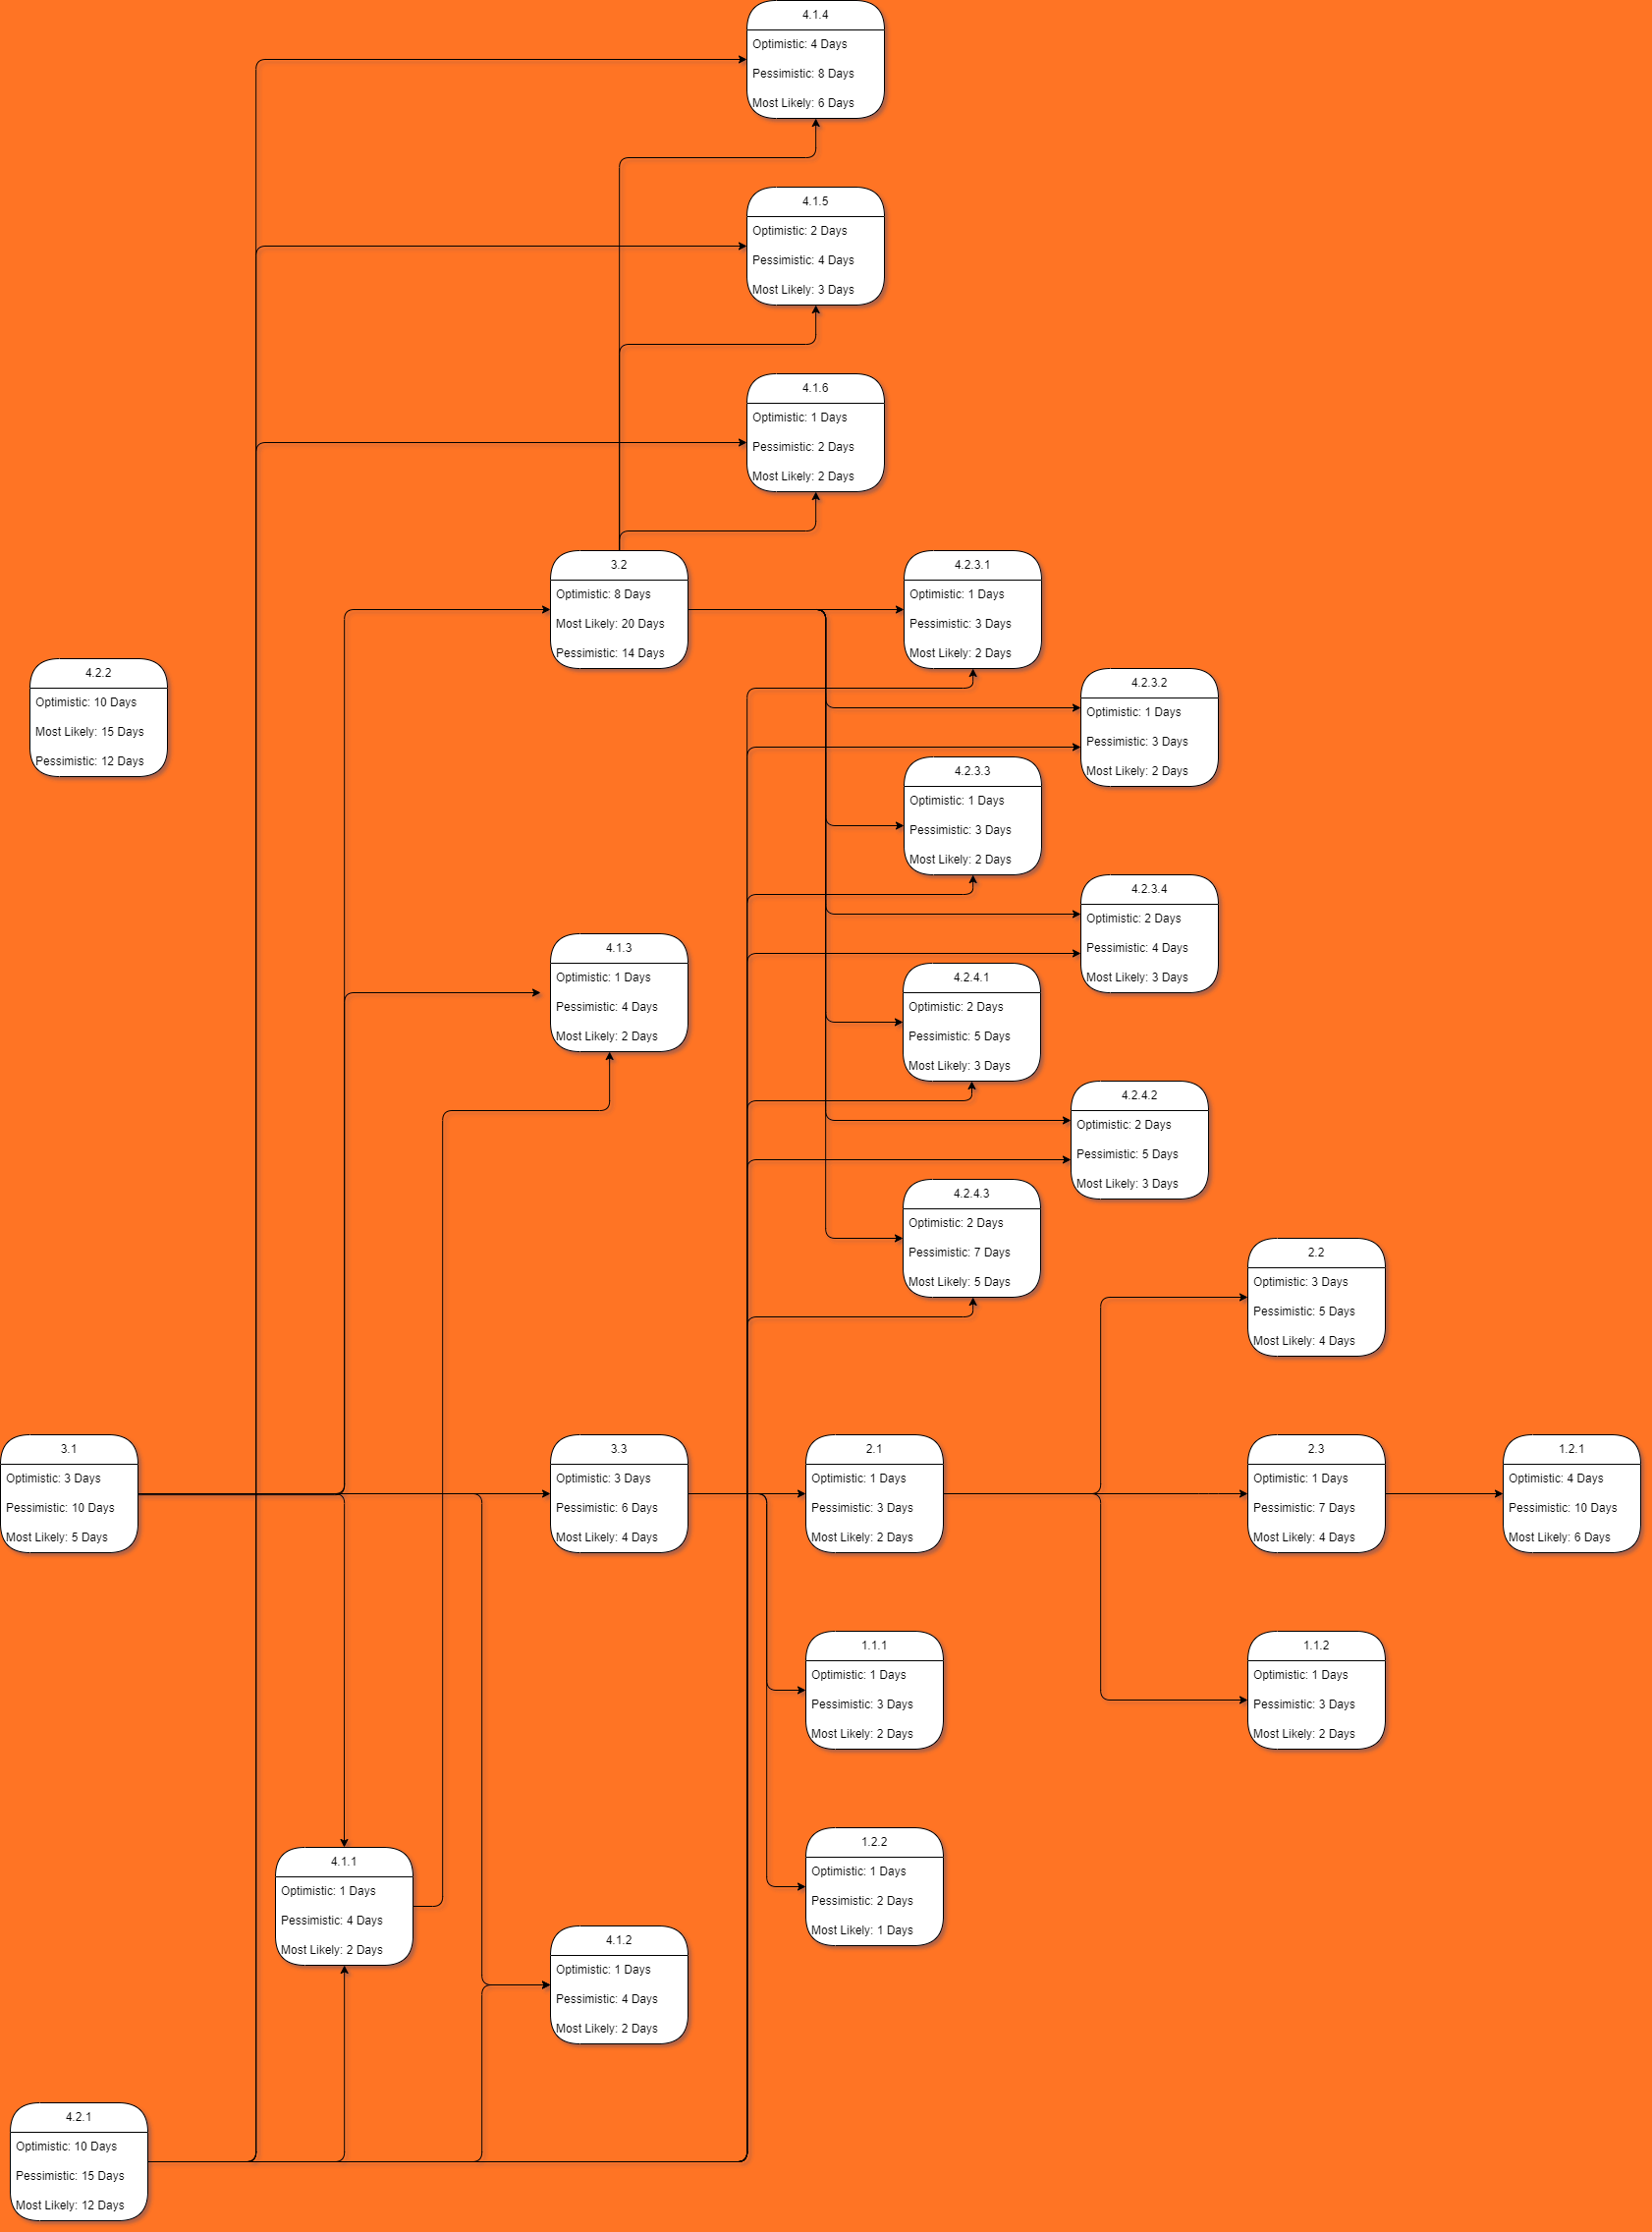 4.1.4
Optimistic: 4 Days
Pessimistic: 8 Days
Most Likely: 6 Days
4.1.5
Optimistic: 2 Days
Pessimistic: 4 Days
Most Likely: 3 Days
4.1.6
Optimistic: 1 Days
Pessimistic: 2 Days
Most Likely: 2 Days
3.2
Optimistic: 8 Days
Most Likely: 20 Days
Pessimistic: 14 Days
4.2.3.1
Optimistic: 1 Days
Pessimistic: 3 Days
Most Likely: 2 Days
4.2.2
Optimistic: 10 Days
Most Likely: 15 Days
Pessimistic: 12 Days
4.2.3.2
Optimistic: 1 Days
Pessimistic: 3 Days
Most Likely: 2 Days
4.2.3.3
Optimistic: 1 Days
Pessimistic: 3 Days
Most Likely: 2 Days
4.2.3.4
Optimistic: 2 Days
Pessimistic: 4 Days
Most Likely: 3 Days
4.1.3
Optimistic: 1 Days
Pessimistic: 4 Days
Most Likely: 2 Days
4.2.4.1
Optimistic: 2 Days
Pessimistic: 5 Days
Most Likely: 3 Days
4.2.4.2
Optimistic: 2 Days
Pessimistic: 5 Days
Most Likely: 3 Days
4.2.4.3
Optimistic: 2 Days
Pessimistic: 7 Days
Most Likely: 5 Days
2.2
Optimistic: 3 Days
Pessimistic: 5 Days
Most Likely: 4 Days
3.1
Optimistic: 3 Days
Pessimistic: 10 Days
Most Likely: 5 Days
3.3
Optimistic: 3 Days
Pessimistic: 6 Days
Most Likely: 4 Days
2.1
Optimistic: 1 Days
Pessimistic: 3 Days
Most Likely: 2 Days
2.3
Optimistic: 1 Days
Pessimistic: 7 Days
Most Likely: 4 Days
1.2.1
Optimistic: 4 Days
Pessimistic: 10 Days
Most Likely: 6 Days
1.1.1
Optimistic: 1 Days
Pessimistic: 3 Days
Most Likely: 2 Days
1.1.2
Optimistic: 1 Days
Pessimistic: 3 Days
Most Likely: 2 Days
1.2.2
Optimistic: 1 Days
Pessimistic: 2 Days
Most Likely: 1 Days
4.1.1
Optimistic: 1 Days
Pessimistic: 4 Days
Most Likely: 2 Days
4.1.2
Optimistic: 1 Days
Pessimistic: 4 Days
Most Likely: 2 Days
4.2.1
Optimistic: 10 Days
Pessimistic: 15 Days
Most Likely: 12 Days